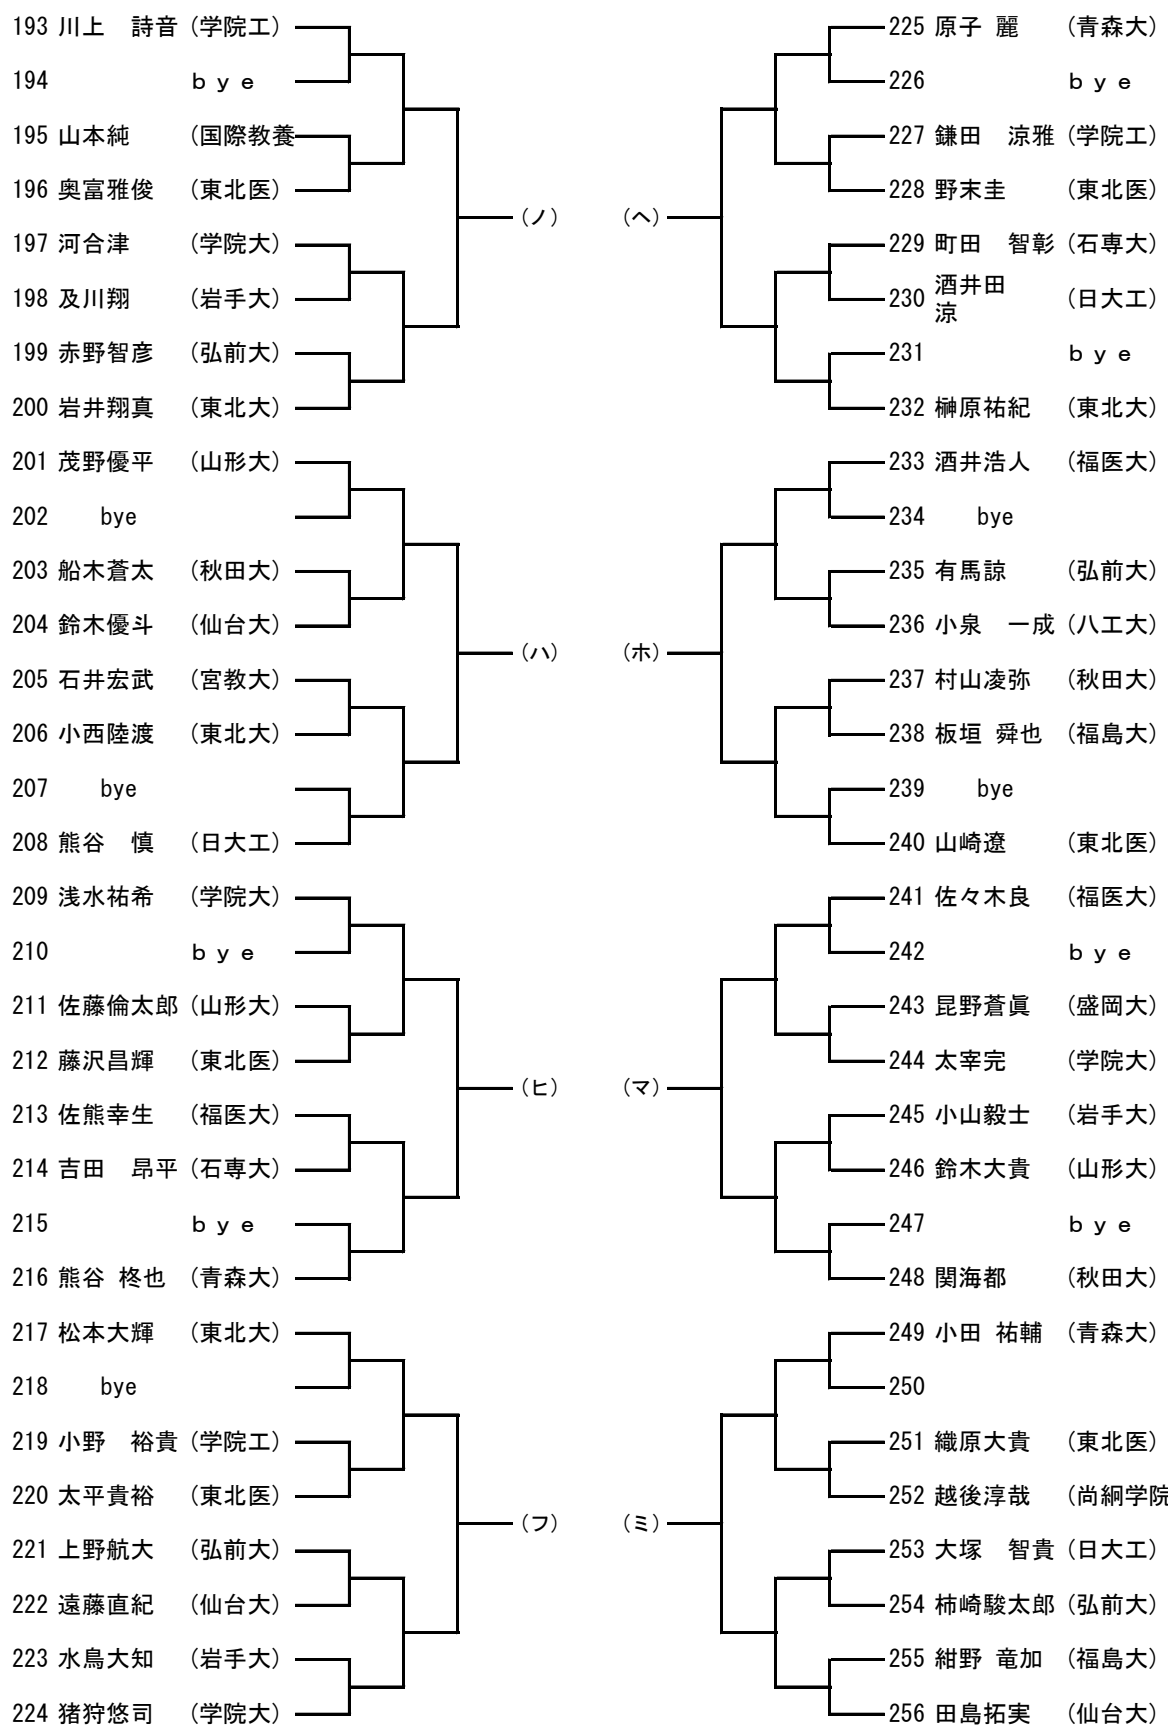 193 川上　詩音 (学院工)
194 ｂｙｅ
195 山本純 (国際教養
196 奥富雅俊 (東北医)
(ノ)
197 河合津 (学院大)
198 及川翔 (岩手大)
199 赤野智彦 (弘前大)
200 岩井翔真 (東北大)
201 茂野優平 (山形大)
202 bye
203 船木蒼太 (秋田大)
204 鈴木優斗 (仙台大)
(ハ)
205 石井宏武 (宮教大)
206 小西陸渡 (東北大)
207 bye
208 熊谷　慎 (日大工)
209 浅水祐希 (学院大)
210 ｂｙｅ
211 佐藤倫太郎 (山形大)
212 藤沢昌輝 (東北医)
(ヒ)
213 佐熊幸生 (福医大)
214 吉田　昂平 (石専大)
215 ｂｙｅ
216 熊谷 柊也 (青森大)
217 松本大輝 (東北大)
218 bye
219 小野　裕貴 (学院工)
220 太平貴裕 (東北医)
(フ)
221 上野航大 (弘前大)
222 遠藤直紀 (仙台大)
223 水鳥大知 (岩手大)
224 猪狩悠司 (学院大)
225 原子 麗 (青森大)
226 ｂｙｅ
227 鎌田　涼雅 (学院工)
228 野末圭 (東北医)
(ヘ)
229 町田　智彰 (石専大)
230 酒井田
涼 (日大工)
231 ｂｙｅ
232 榊原祐紀 (東北大)
233 酒井浩人 (福医大)
234 bye
235 有馬諒 (弘前大)
236 小泉　一成 (八工大)
(ホ)
237 村山凌弥 (秋田大)
238 板垣 舜也 (福島大)
239 bye
240 山崎遼 (東北医)
241 佐々木良 (福医大)
242 ｂｙｅ
243 昆野蒼眞 (盛岡大)
244 太宰完 (学院大)
(マ)
245 小山毅士 (岩手大)
246 鈴木大貴 (山形大)
247 ｂｙｅ
248 関海都 (秋田大)
249 小田 祐輔 (青森大)
250
251 織原大貴 (東北医)
252 越後淳哉 (尚絅学院
(ミ)
253 大塚　智貴 (日大工)
254 柿崎駿太郎 (弘前大)
255 紺野 竜加 (福島大)
256 田島拓実 (仙台大)